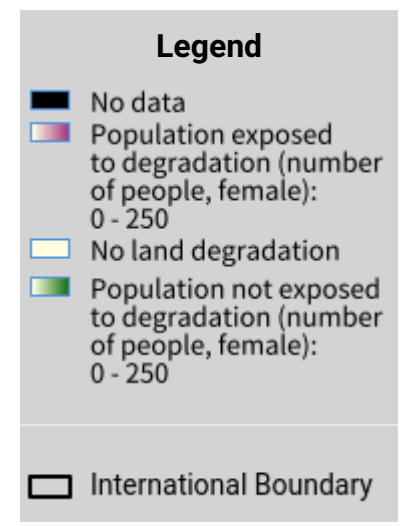 Legend
No data
Population exposed
to degradation (number
of people, female):
0 - 250
No land degradation
Population not exposed
to degradation (number
of people, female):
0 - 250
International Boundary